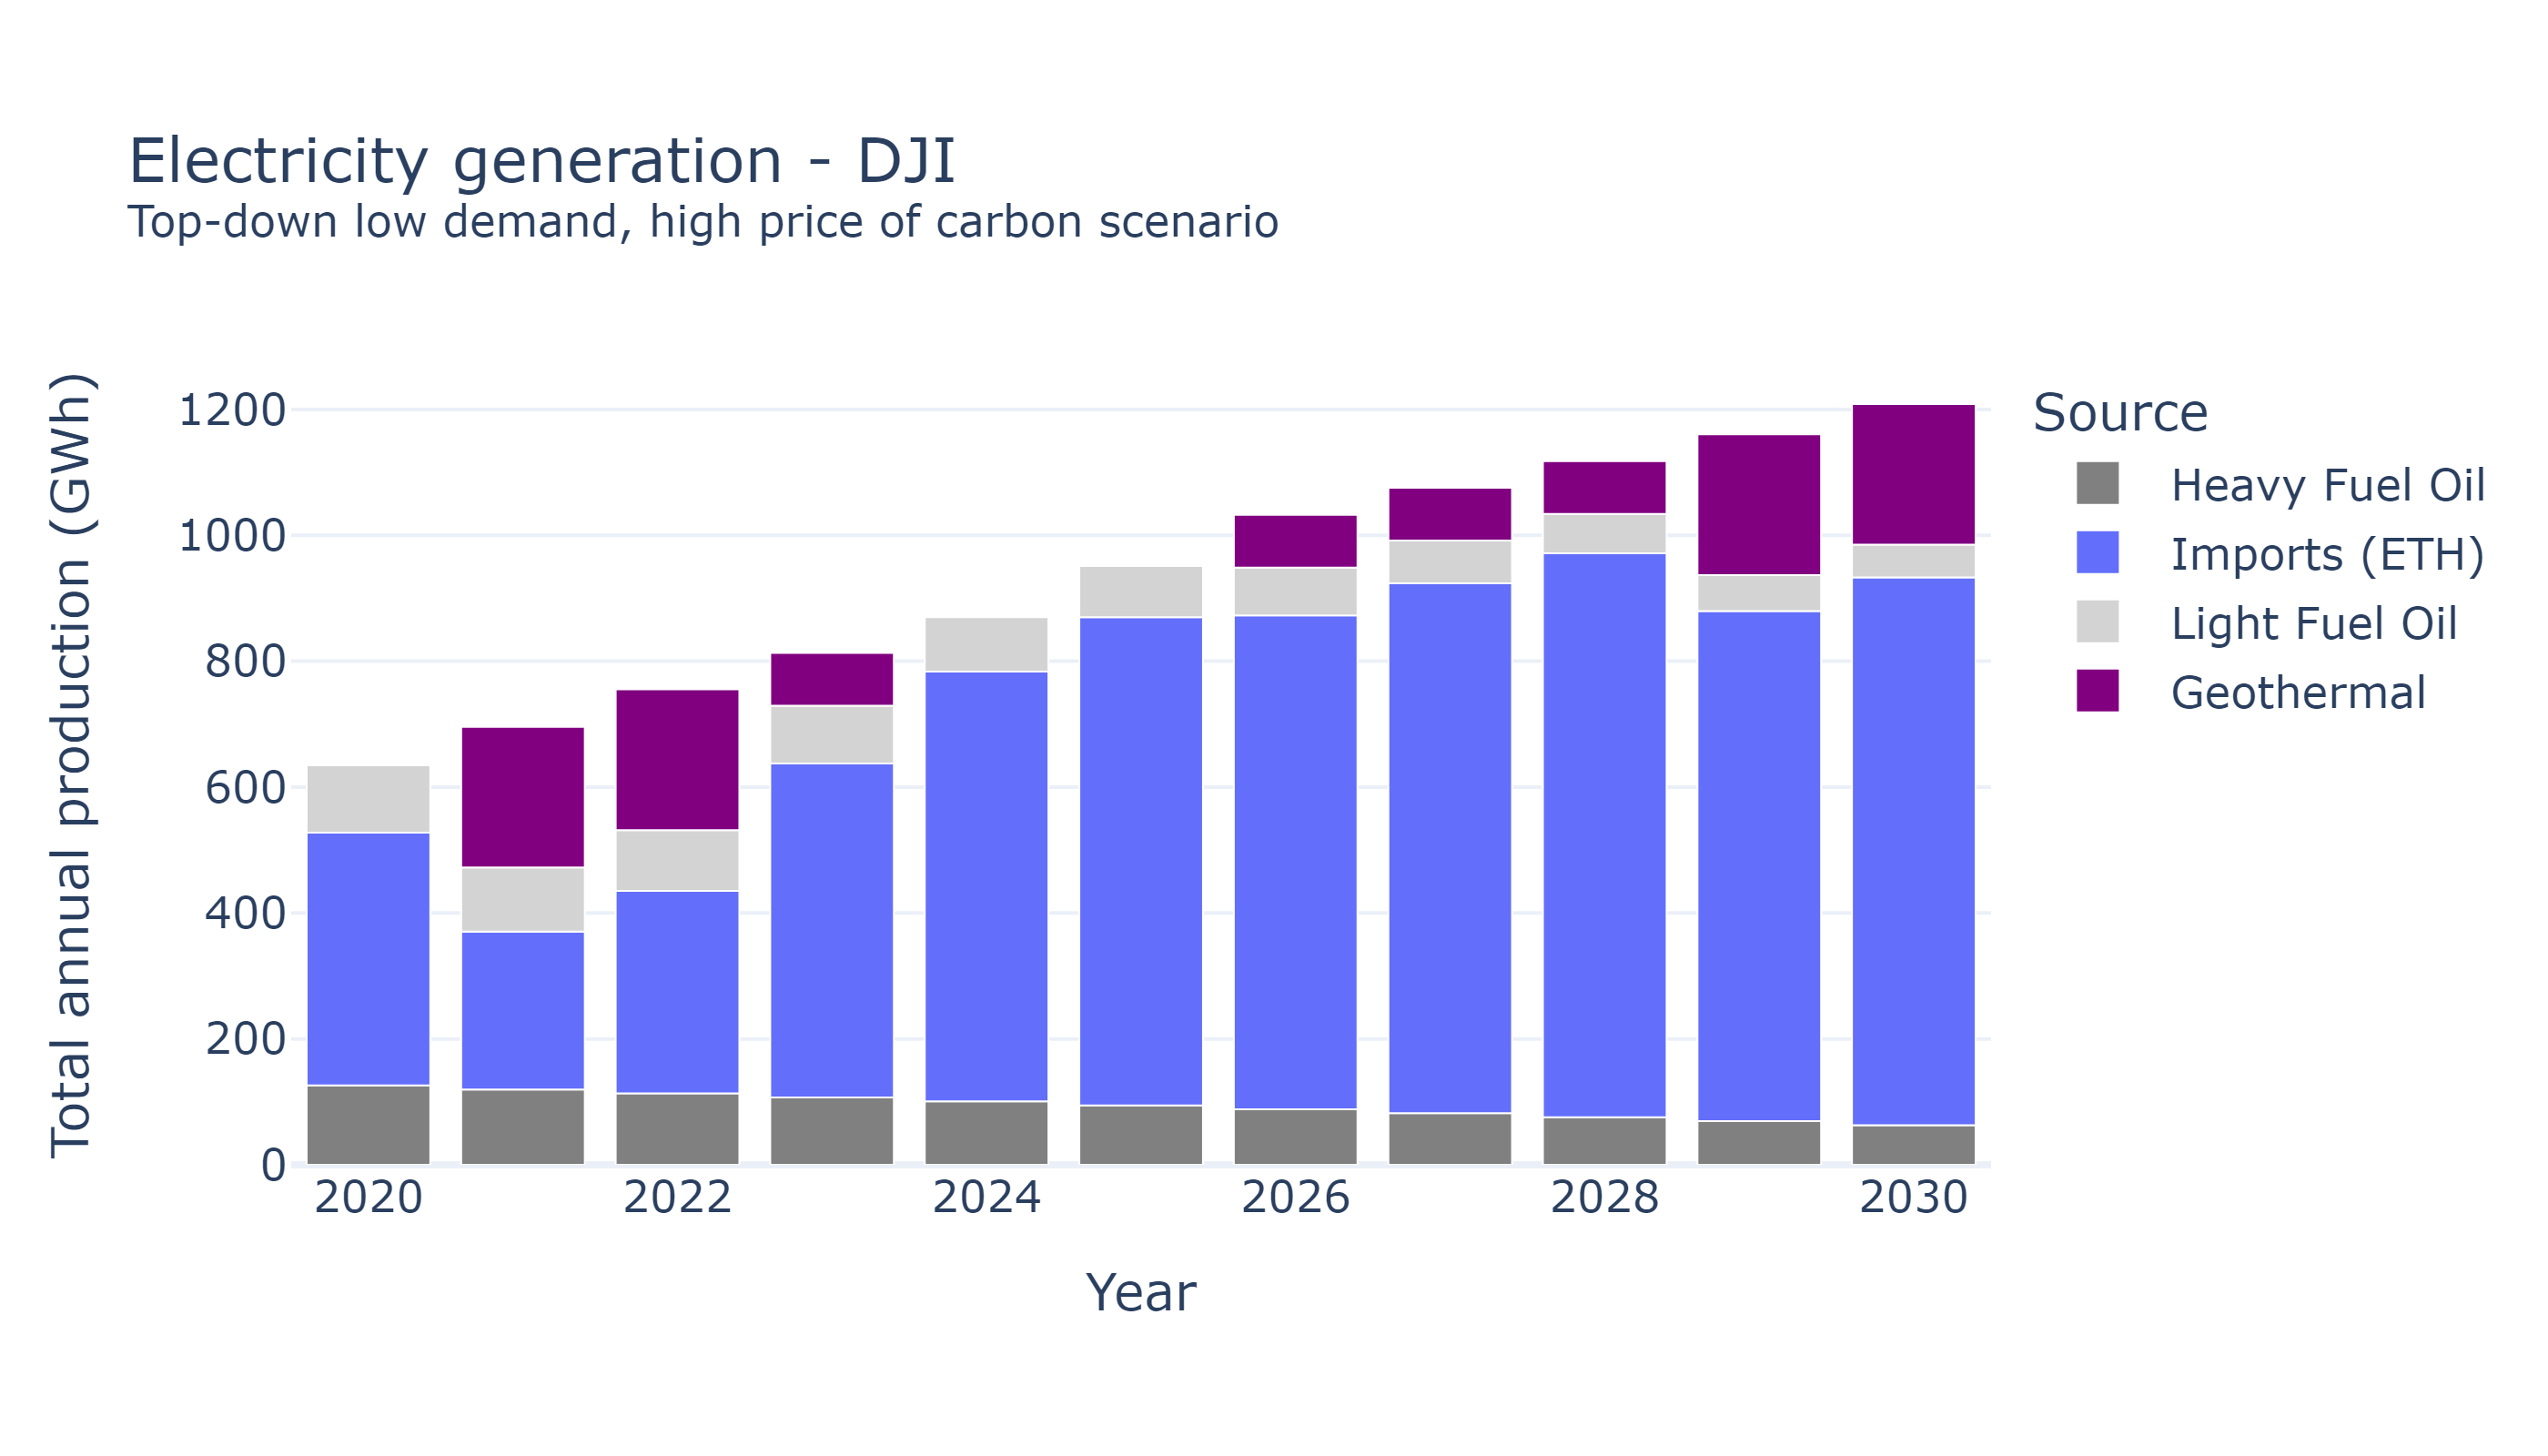 Electricity generation - DJI
Top-down low demand, high price of carbon scenario
Total annual production (GWh)
1200
1000
800
600
400
200
0
2020 2022 2024 2026 2028 2030
Year
Source
Heavy Fuel Oil
Imports (ETH)
Light Fuel Oil
Geothermal